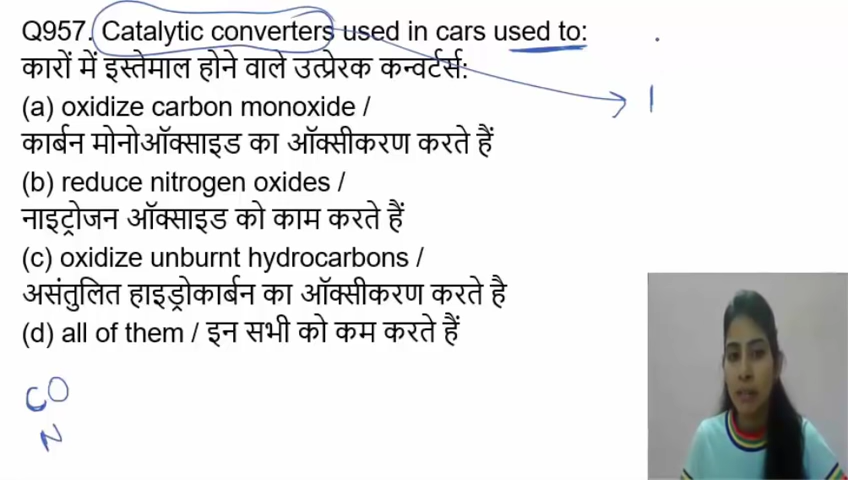 Q957. Catalytic converters used in cars used to:
कारों में इस्तेमाल होने वाले उत्प्रेरक कन्वर्टर्स:
(a) oxidize carbon monoxide /
कार्बन मोनोऑक्साइड का ऑक्सीकरण करते हैं
(b) reduce nitrogen oxides /
नाइट्रोजन ऑक्साइड को काम करते हैं
(c) oxidize unburnt hydrocarbons /
असंतुलित हाइड्रोकार्बन का ऑक्सीकरण करते है
(d) all of them / इन सभी को कम करते हैं
CO
N